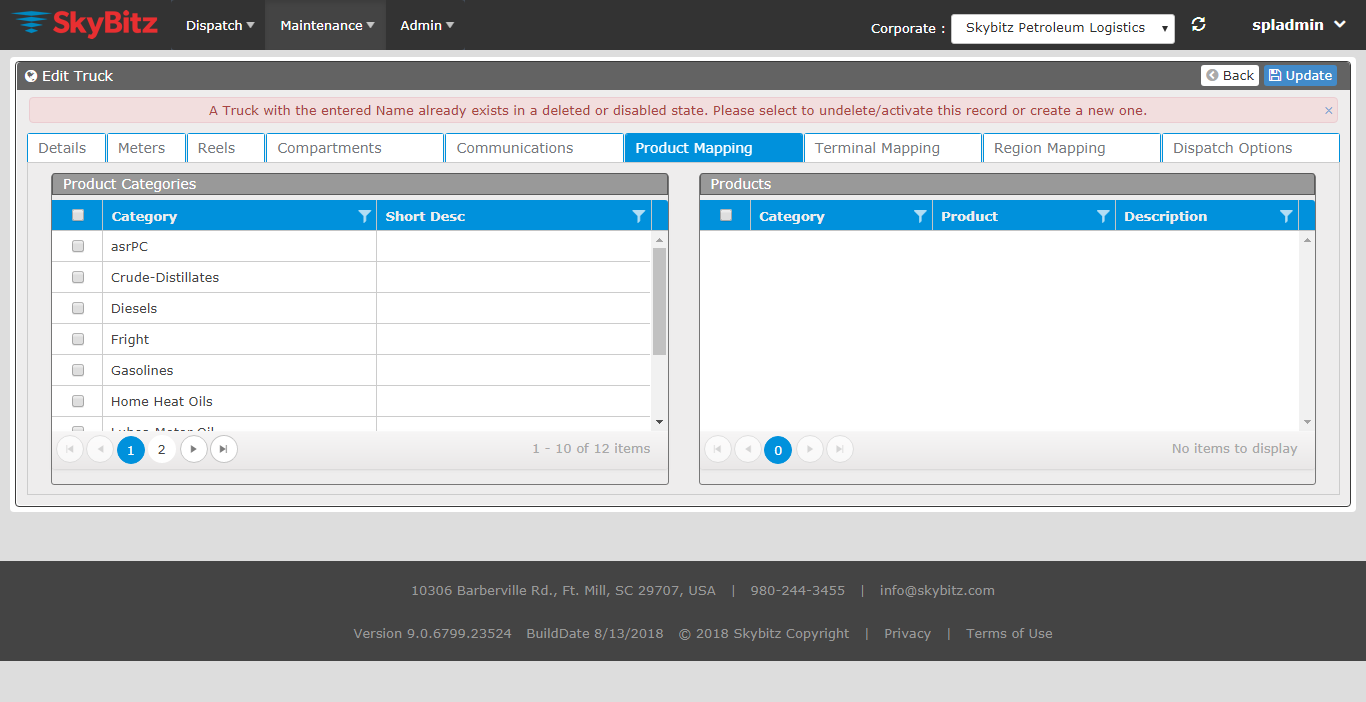 SkyBitz Dispatch Maintenance Admin Corporate : Skybitz Petroleum Logistics spladmin
Edit Truck Back Update
A Truck with the entered Name already exists in a deleted or disabled state. Please select to undelete/activate this record or create a new one. ×
Details Meters Reels Compartments Communications Product Mapping Terminal Mapping Region Mapping Dispatch Options
Product Categories
Category Short Desc
asrPC
Crude-Distillates
Diesels
Fright
Gasolines
Home Heat Oils
1 2 1 - 10 of 12 items
Products
Category Product Description
0 No items to display
10306 Barberville Rd., Ft. Mill, SC 29707, USA | 980-244-3455 | info@skybitz.com
Version 9.0.6799.23524 BuildDate 8/13/2018 © 2018 Skybitz Copyright | Privacy | Terms of Use